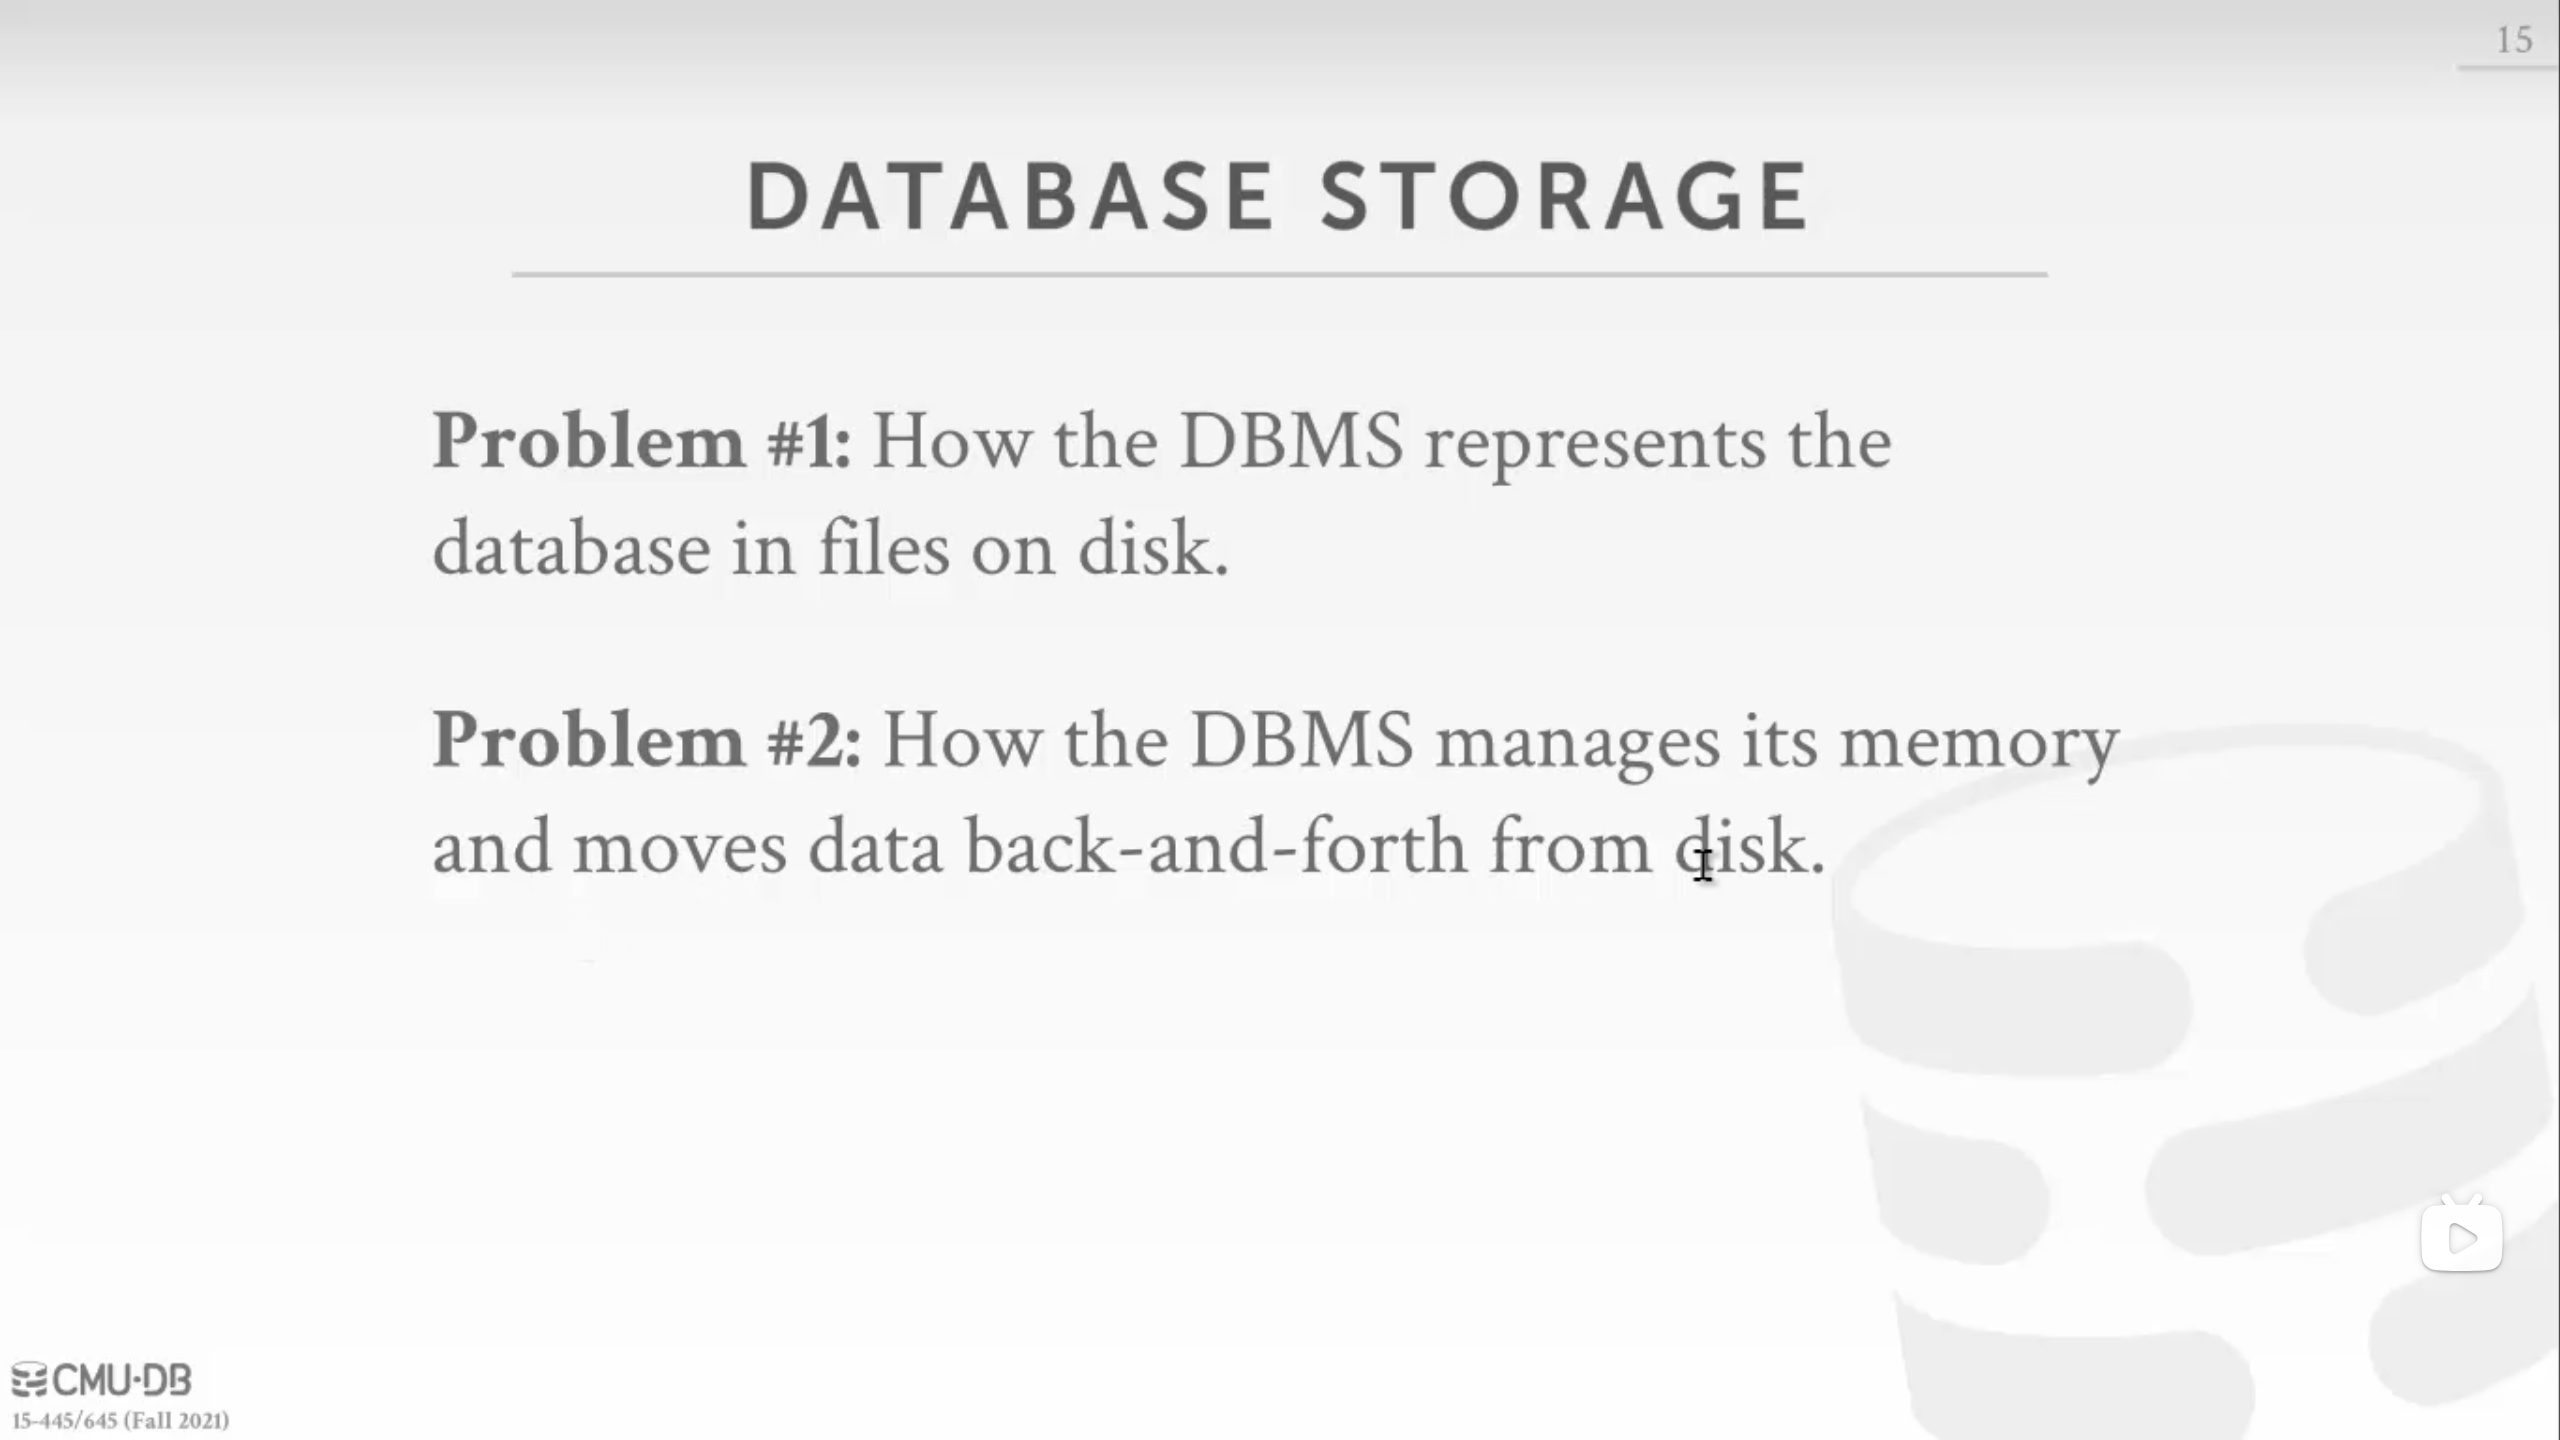 15
DATABASE STORAGE
Problem #1: How the DBMS represents the
database in files on disk.
Problem #2: How the DBMS manages its memory
and moves data back-and-forth from disk.
CMU·DB
15-445/645 (Fall 2021)